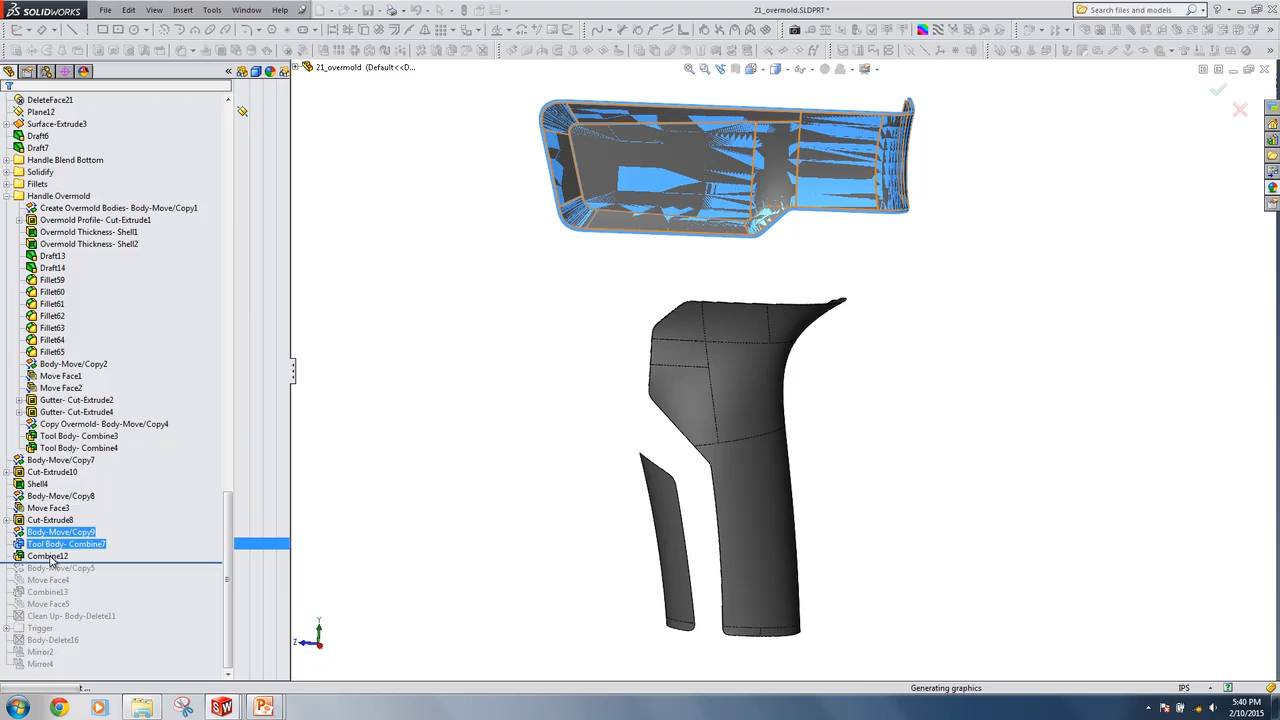 SOLIDWORKS File Edit View Insert Tools Window Help 21_overmold.SLDPRT * Search files and models
21_overmold (Default<<D...
DeleteFace21
Plane12
Surface-Extrude3
Draft6
Draft7
Handle Blend Bottom
Solidify
Fillets
Handle Overmold
Create Overmold Bodies- Body-Move/Copy1
Overmold Profile- Cut-Extrude1
Overmold Thickness- Shell1
Overmold Thickness- Shell2
Draft13
Draft14
Fillet59
Fillet60
Fillet61
Fillet62
Fillet63
Fillet64
Fillet65
Body-Move/Copy2
Move Face1
Move Face2
Gutter- Cut-Extrude2
Gutter- Cut-Extrude4
Copy Overmold- Body-Move/Copy4
Tool Body- Combine3
Tool Body- Combine4
Body-Move/Copy7
Cut-Extrude10
Shell4
Body-Move/Copy8
Move Face3
Cut-Extrude8
Body-Move/Copy9
Tool Body- Combine7
Combine12
Body-Move/Copy5
Move Face4
Combine13
Move Face5
Clean Up- Body-Delete11
Trigger
Body-Delete16
Mirror2
Mirror4
Y
Z
t ... Generating graphics IPS
5:40 PM
2/10/2015